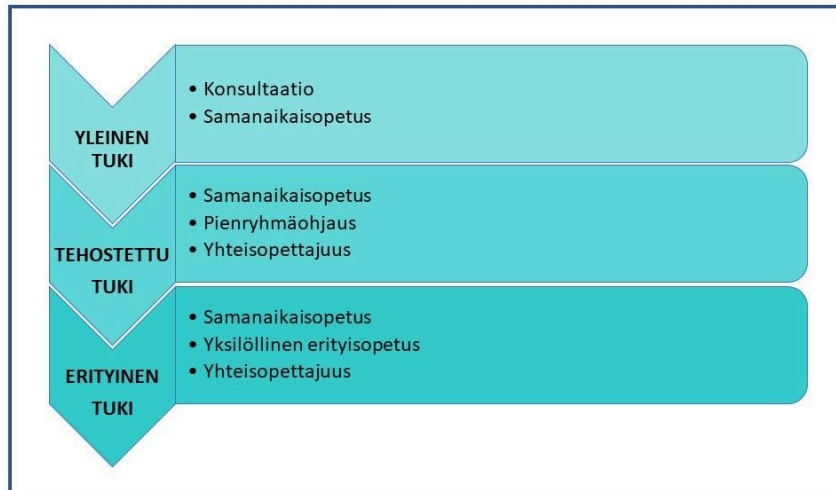 YLEINEN
TUKI
• Konsultaatio
• Samanaikaisopetus
TEHOSTETTU
TUKI
• Samanaikaisopetus
• Pienryhmäohjaus
• Yhteisopettajuus
ERITYINEN
TUKI
• Samanaikaisopetus
• Yksilöllinen erityisopetus
• Yhteisopettajuus